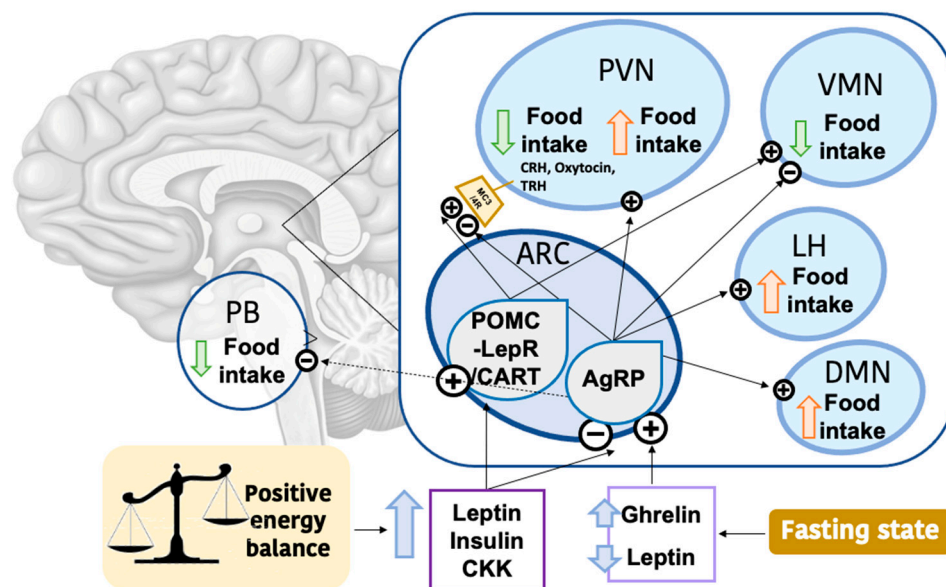 PVN
Food
intake
Food
intake
CRH, Oxytocin,
TRH
MC3
/4R
+
-
+
VMN
Food
intake
+
-
ARC
POMC
-LepR
/CART
AgRP
+
-
+
LH
Food
intake
+
DMN
Food
intake
+
PB
Food
intake
-
Positive
energy
balance
Leptin
Insulin
CKK
Ghrelin
Leptin
Fasting state